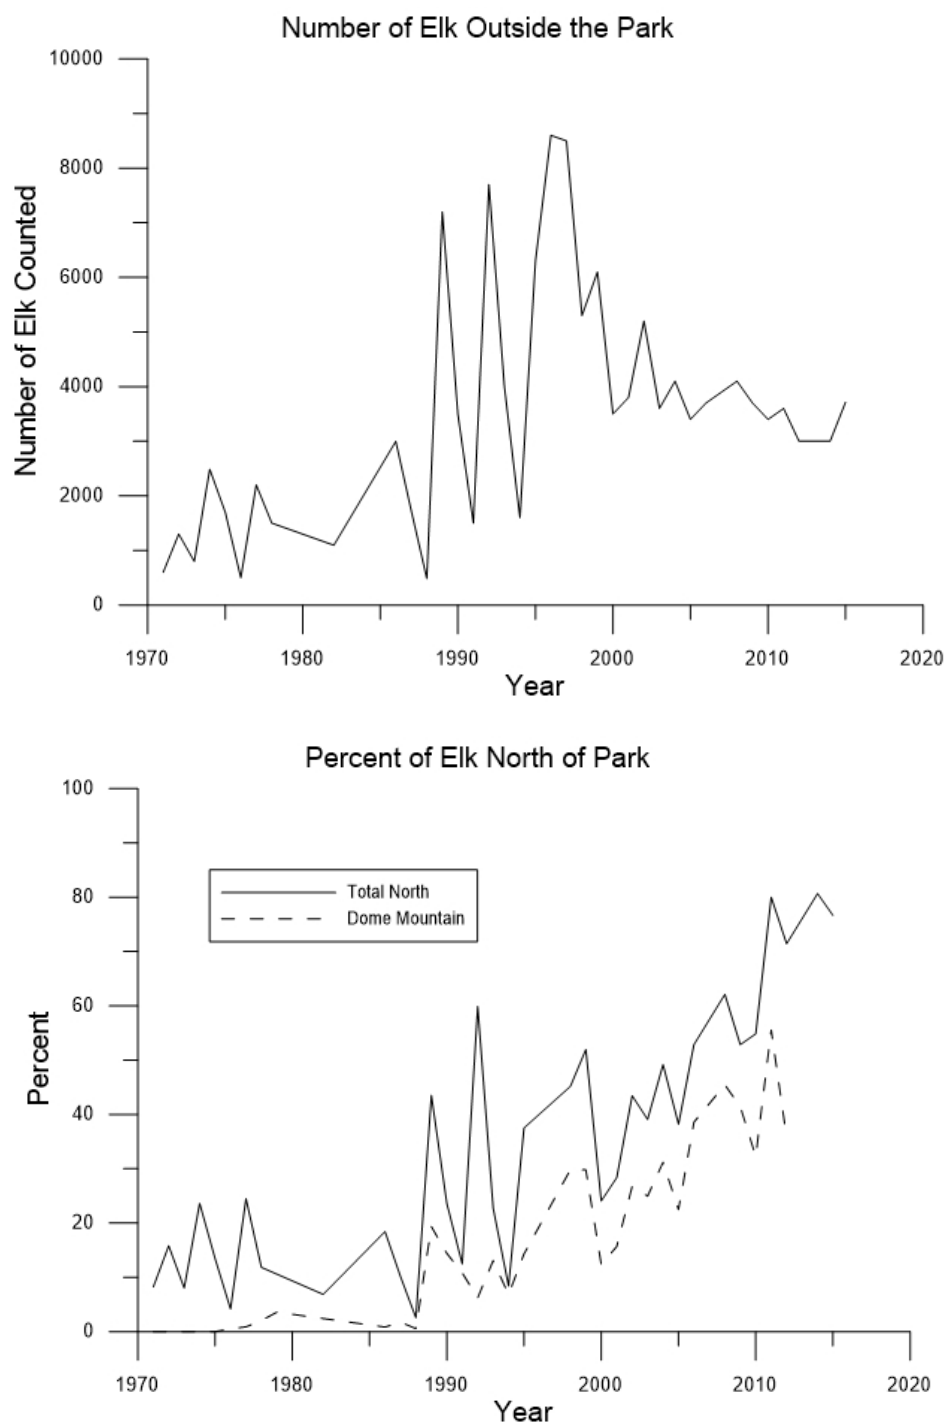 Number of Elk Outside the Park
10000
8000
6000
4000
2000
0
Number of Elk Counted
1970 1980 1990 2000 2010 2020
Year
Percent of Elk North of Park
100
80
60
40
20
0
Percent
Total North
Dome Mountain
1970 1980 1990 2000 2010 2020
Year